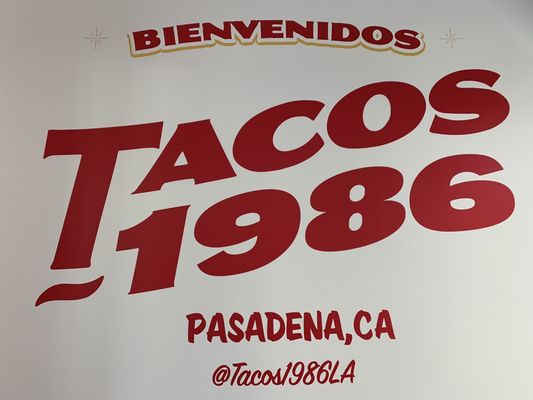 BIENVENIDOS
TACOS
1986
PASADENA, CA
@Tacos1986LA